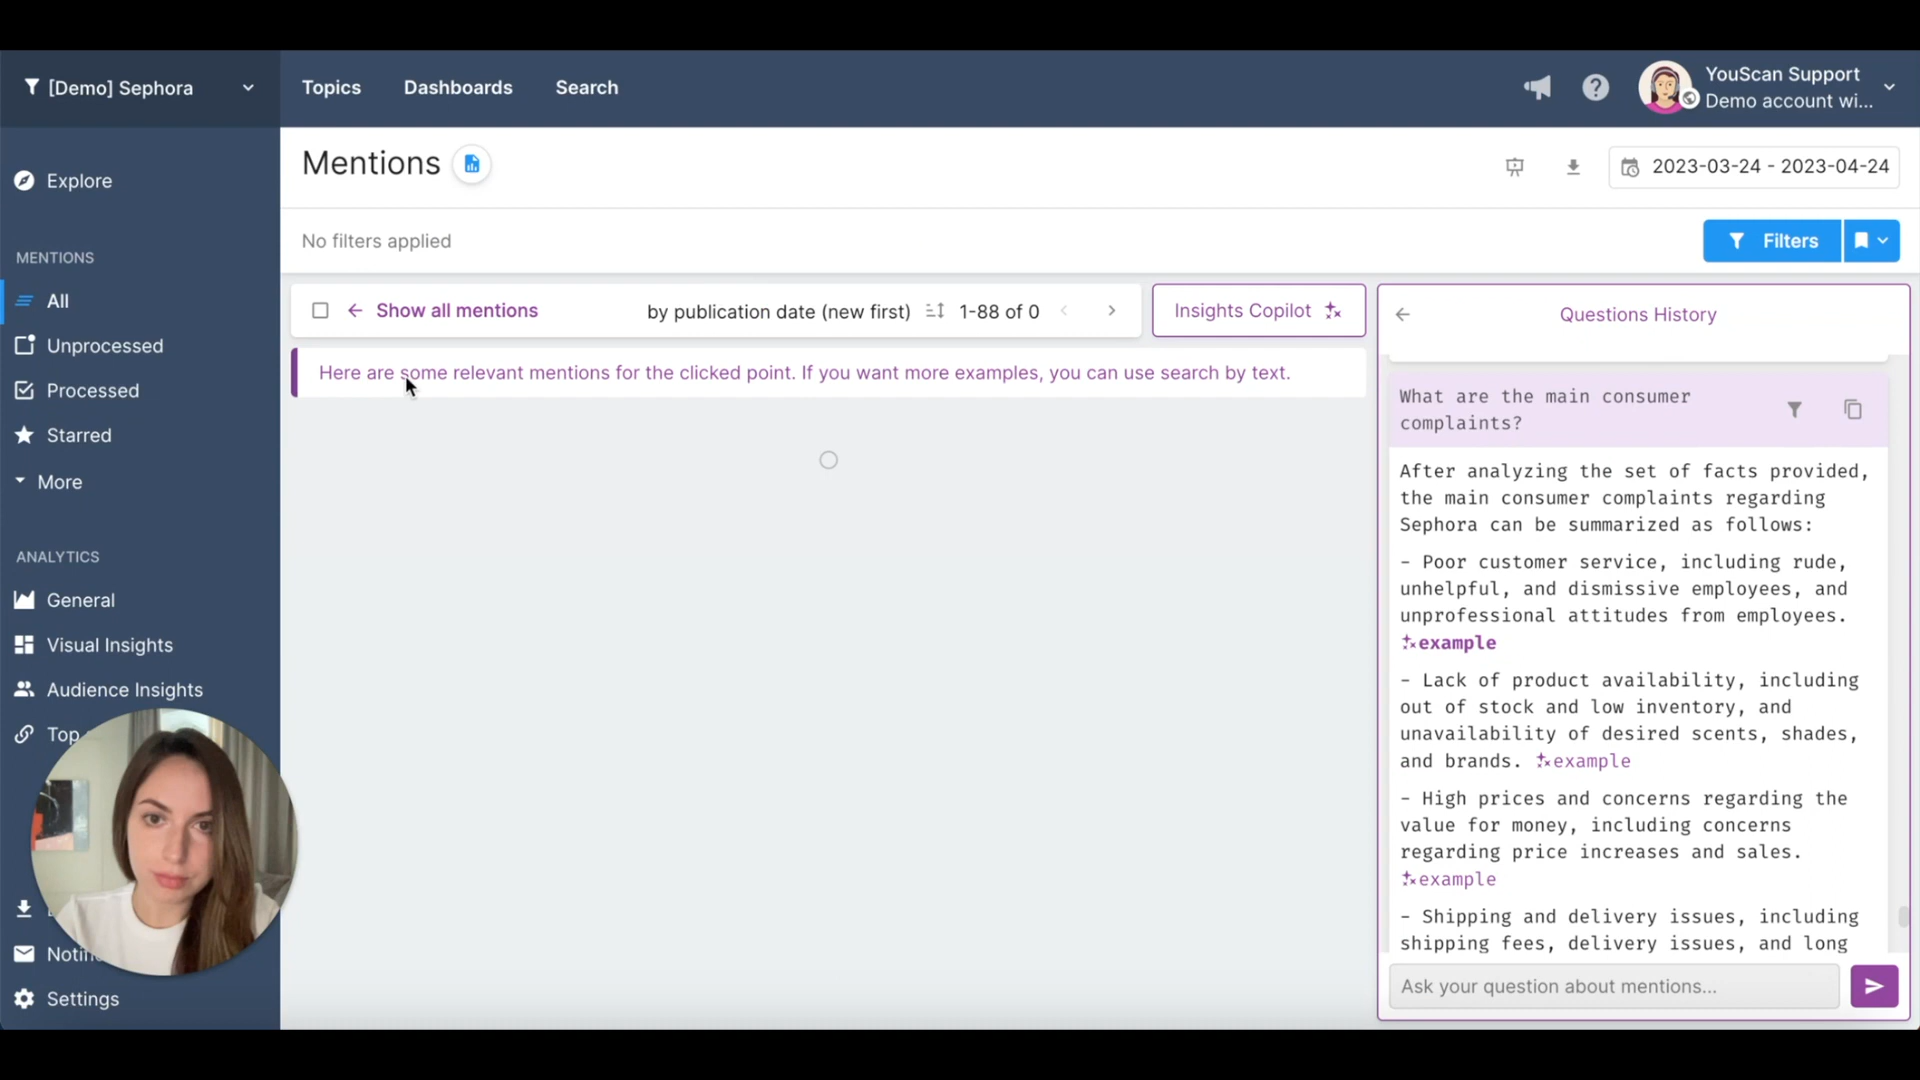 [Demo] Sephora
Topics
Dashboards
Search
YouScan Support
Demo account wi...
Explore
MENTIONS
All
Unprocessed
Processed
Starred
More
ANALYTICS
General
Visual Insights
Audience Insights
Top
Settings
Mentions
2023-03-24 - 2023-04-24
No filters applied
Filters
Show all mentions
by publication date (new first)
1-88 of 0
Insights Copilot
Here are some relevant mentions for the clicked point. If you want more examples, you can use search by text.
Questions History
What are the main consumer
complaints?
After analyzing the set of facts provided,
the main consumer complaints regarding
Sephora can be summarized as follows:
- Poor customer service, including rude,
unhelpful, and dismissive employees, and
unprofessional attitudes from employees.
example
- Lack of product availability, including
out of stock and low inventory, and
unavailability of desired scents, shades,
and brands. example
- High prices and concerns regarding the
value for money, including concerns
regarding price increases and sales.
example
- Shipping and delivery issues, including
shipping fees, delivery issues, and long
Ask your question about mentions...